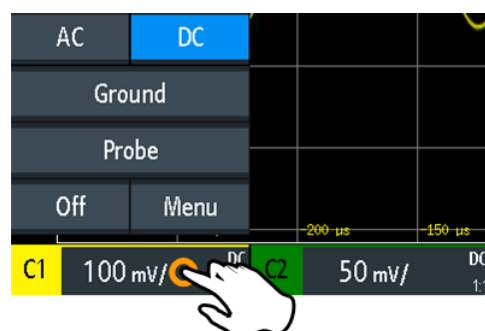 AC DC
Ground
Probe
Off Menu
-200 µs -150 µs
C1 100 mV/ DC C2 50 mV/ DC